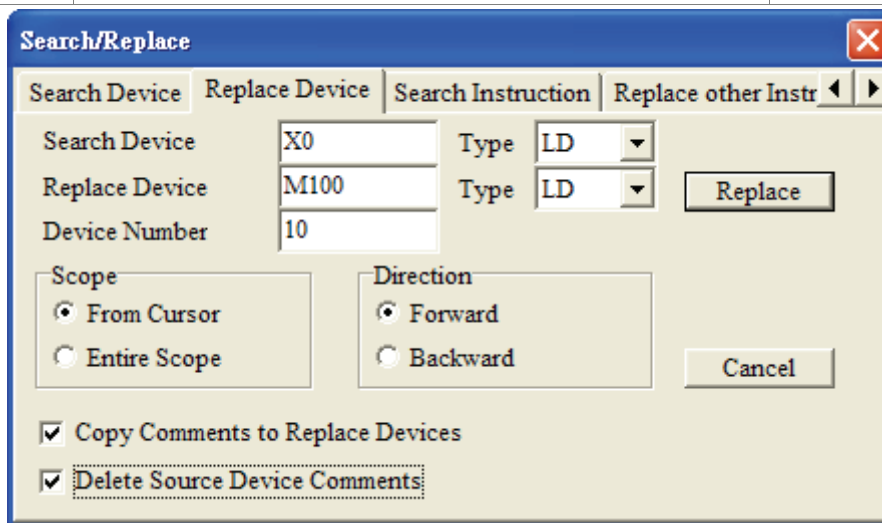 Search/Replace
Search Device Replace Device Search Instruction Replace other Instr
Search Device X0 Type LD
Replace Device M100 Type LD Replace
Device Number 10
Scope Direction
From Cursor Forward
Entire Scope Backward Cancel
Copy Comments to Replace Devices
Delete Source Device Comments